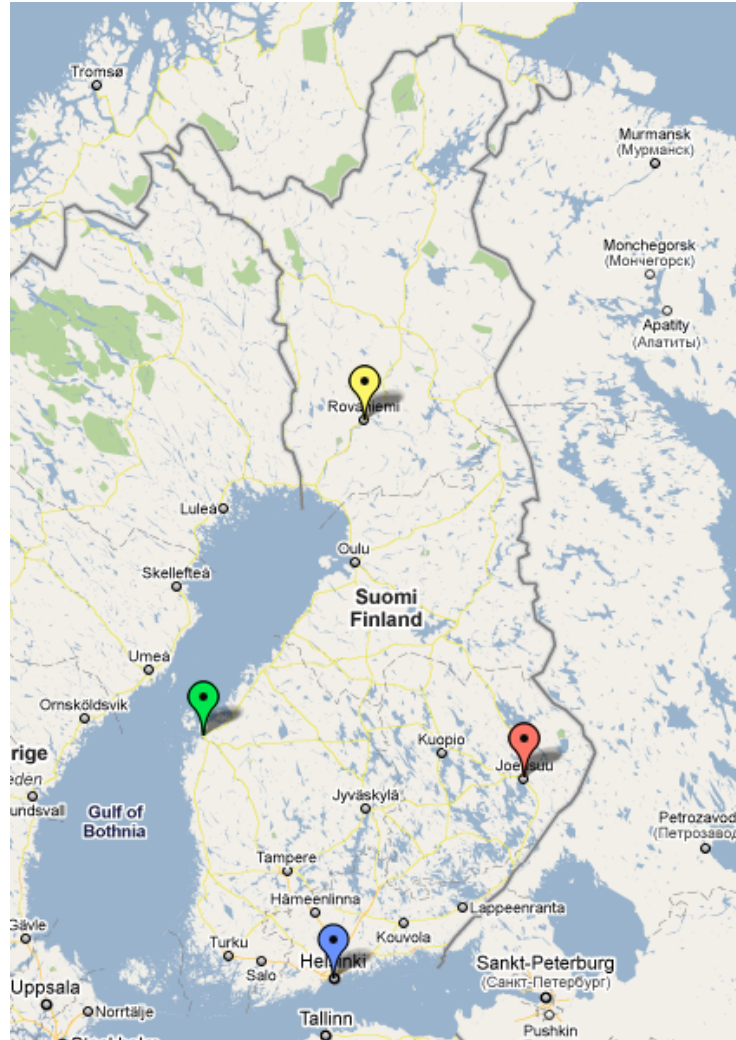 Tromsø
Murmansk
(Мурманск)
Monchegorsk
(Мончегорск)
Apatity
(Апатиты)
Rovaniemi
Luleå
Oulu
Skellefteå
Suomi
Finland
Umeå
Ornsköldsvik
rige
eden
Kuopio
Joensuu
undsvall
Gulf of
Bothnia
Jyväskylä
Petrozavod
(Петрозавод
Tampere
Hämeenlinna
Lappeenranta
Gävle
Turku
Kouvola
Salo
Helsinki
Sankt-Peterburg
(Санкт-Петербург)
Uppsala
Norrtälje
Tallinn
Pushkin